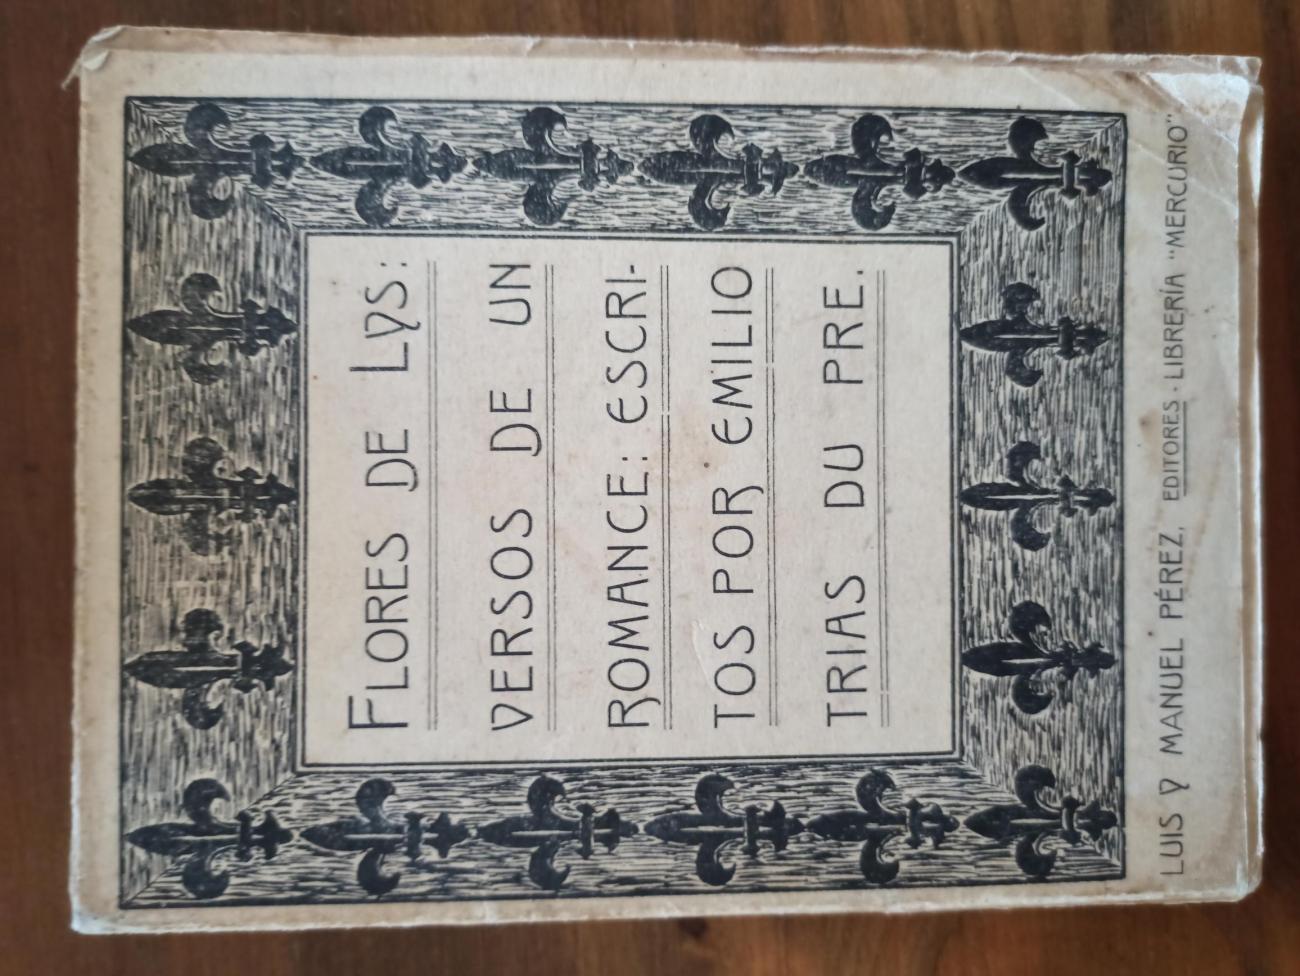 FLORES DE LYS:
VERSOS DE UN
ROMANCE: ESCRI-
TOS POR EMILIO
TRIAS DU PRE.
LUIS Y MANUEL PÉREZ, EDITORES · LIBRERÍA "MERCURIO"